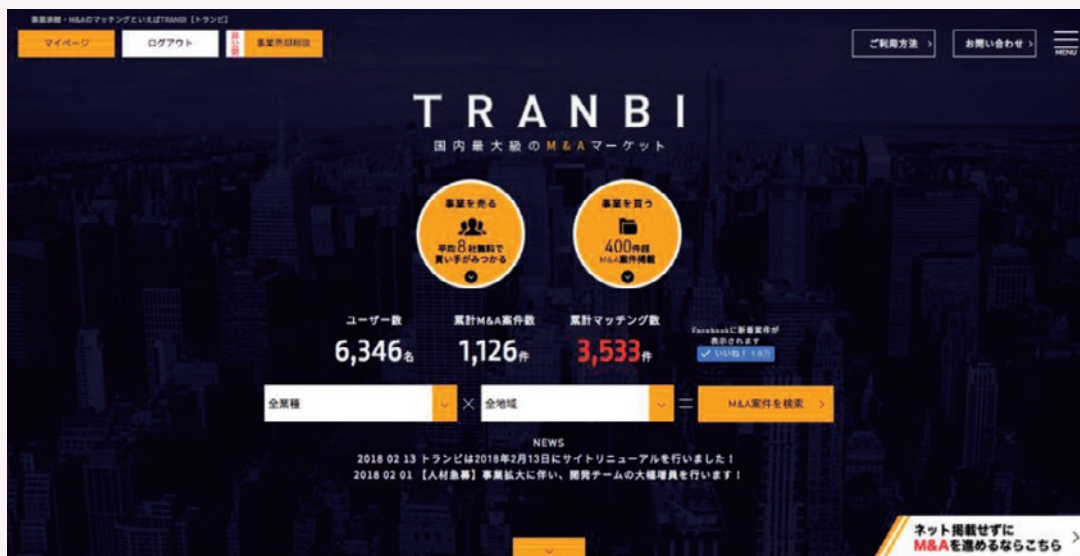 事業承継・M&AのマッチングといえばTRANBI【トランビ】
マイページ
ログアウト
非公開
事業売却相談
ご利用方法
お問い合わせ
MENU
TRANBI
国内最大級のM&Aマーケット
事業を売る
平均8社無料で
買い手がみつかる
事業を買う
400件超
M&A案件掲載
ユーザー数
6,346名
累計M&A案件数
1,126件
累計マッチング数
3,533件
Facebookに新着案件が
表示されます
いいね! 1.8万
全業種
×
全地域
=
M&A案件を検索
NEWS
2018 02 13 トランビは2018年2月13日にサイトリニューアルを行いました!
2018 02 01 【人材急募】事業拡大に伴い、開発チームの大幅増員を行います!
ネット掲載せずに
M&Aを進めるならこちら